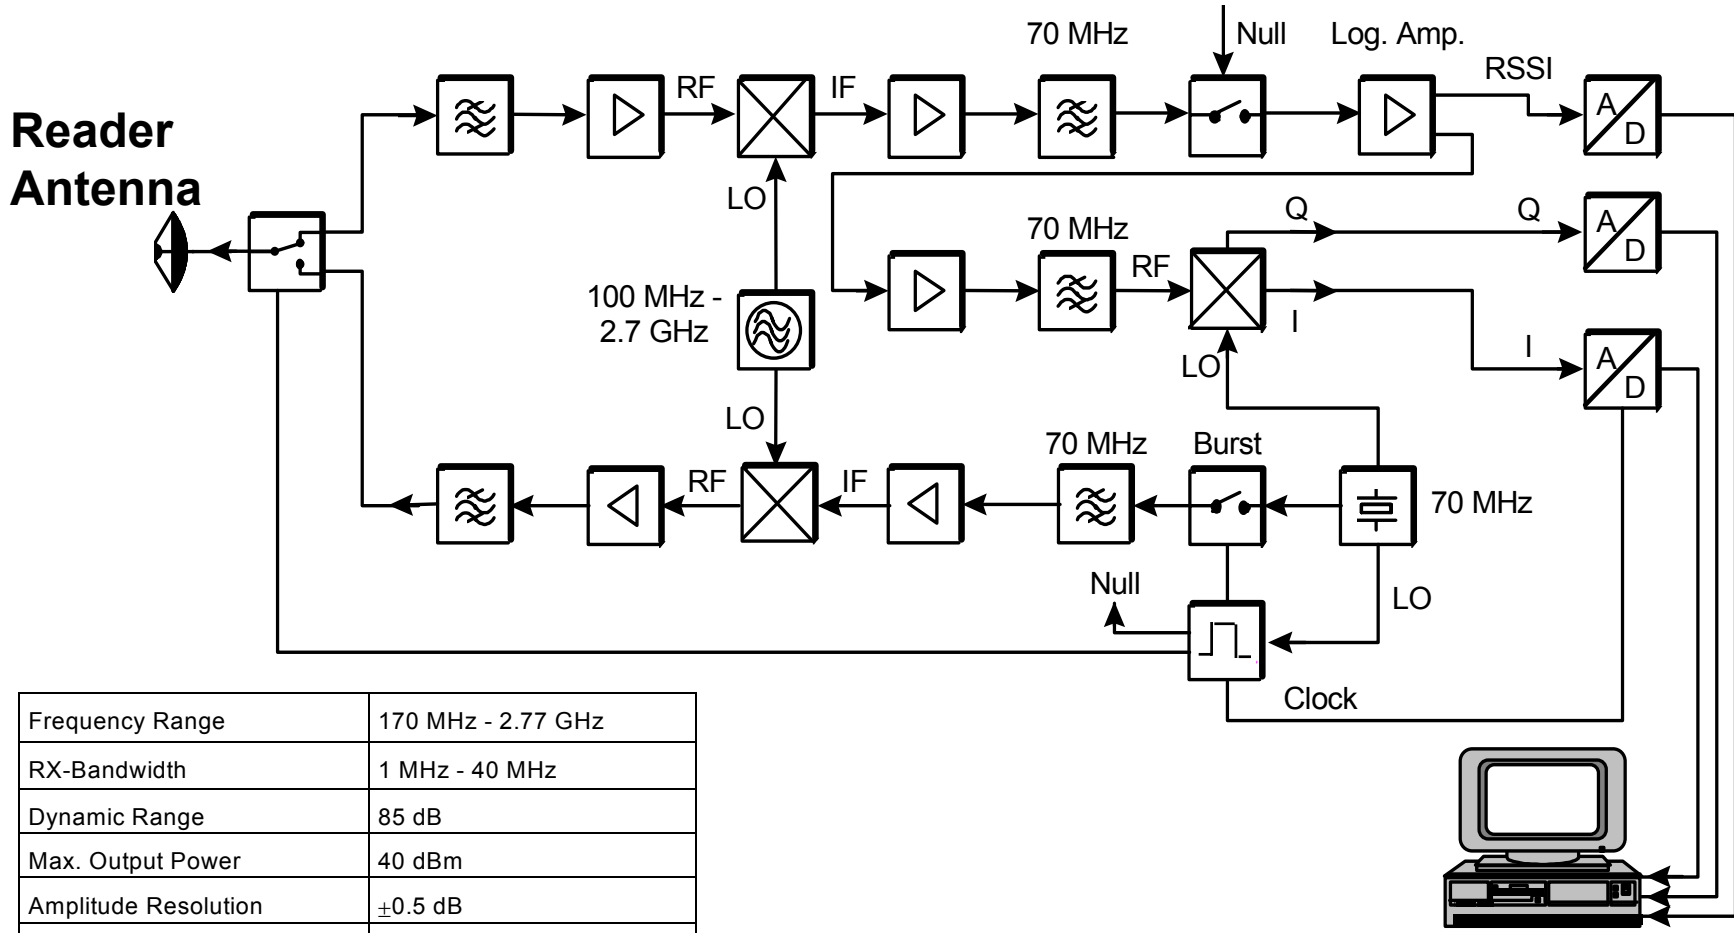 70 MHz
Null
Log. Amp.
RF
IF
RSSI
A
D
Reader
Antenna
LO
70 MHz
RF
Q
Q
A
D
100 MHz -
2.7 GHz
I
I
LO
A
D
LO
70 MHz
Burst
RF
IF
70 MHz
Null
LO
Clock
Frequency Range 170 MHz - 2.77 GHz
RX-Bandwidth 1 MHz - 40 MHz
Dynamic Range 85 dB
Max. Output Power 40 dBm
Amplitude Resolution ±0.5 dB